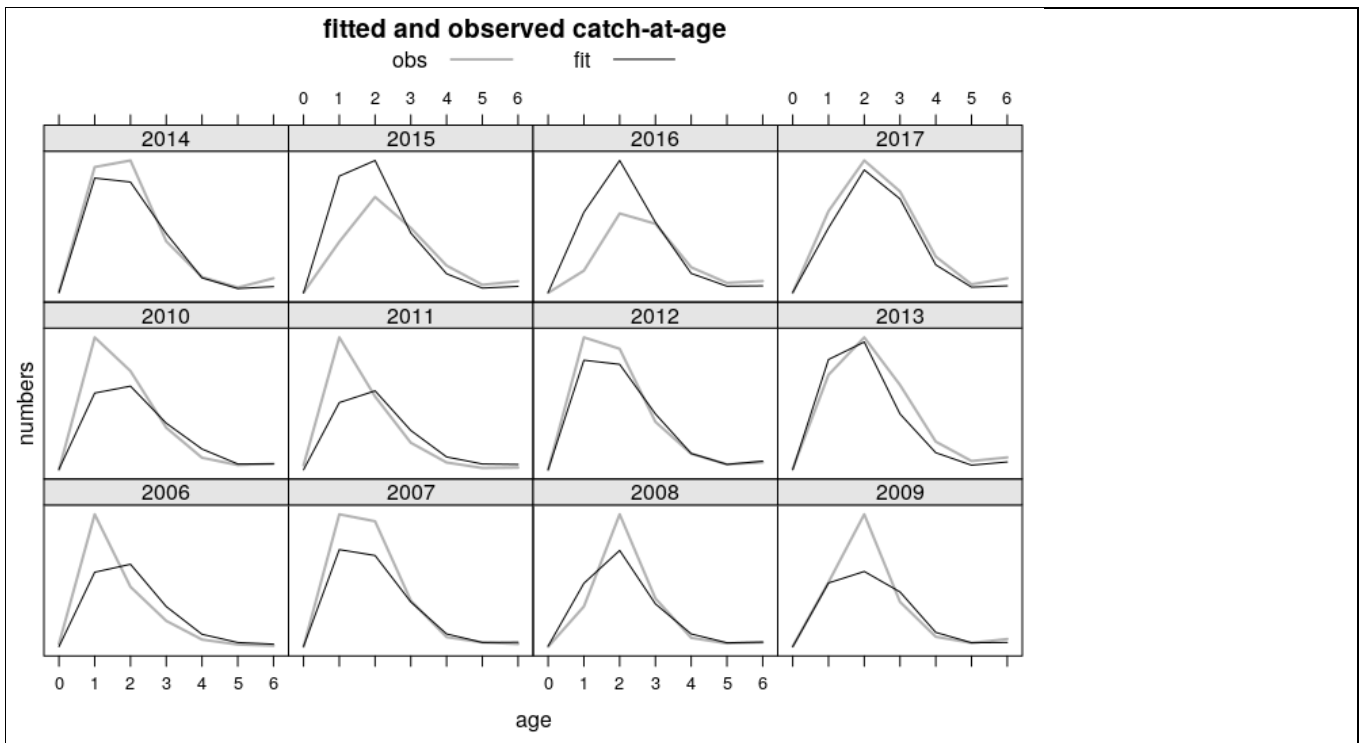 fitted and observed catch-at-age
obs fit
0 1 2 3 4 5 6 0 1 2 3 4 5 6
2014 2015 2016 2017
2010 2011 2012 2013
numbers
2006 2007 2008 2009
0 1 2 3 4 5 6 0 1 2 3 4 5 6
age